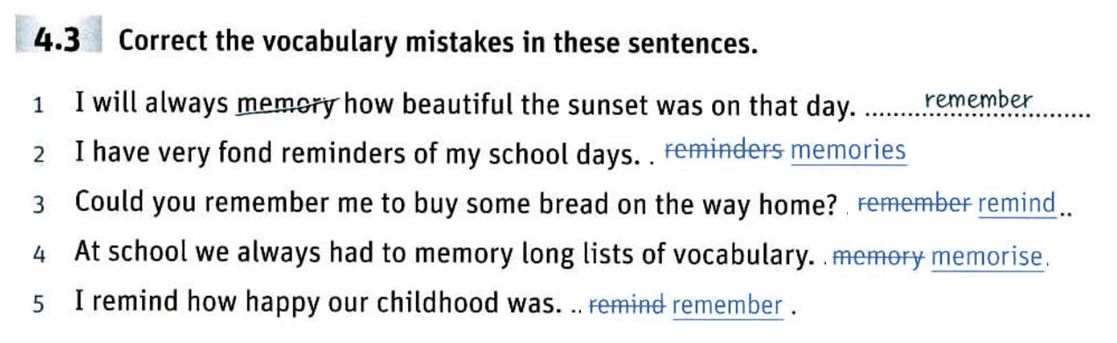 4.3 Correct the vocabulary mistakes in these sentences.
1 I will always memory how beautiful the sunset was on that day. .......remember.......
2 I have very fond reminders of my school days. . reminders memories
3 Could you remember me to buy some bread on the way home? . remember remind..
4 At school we always had to memory long lists of vocabulary. . memory memorise.
5 I remind how happy our childhood was. .. remind remember .